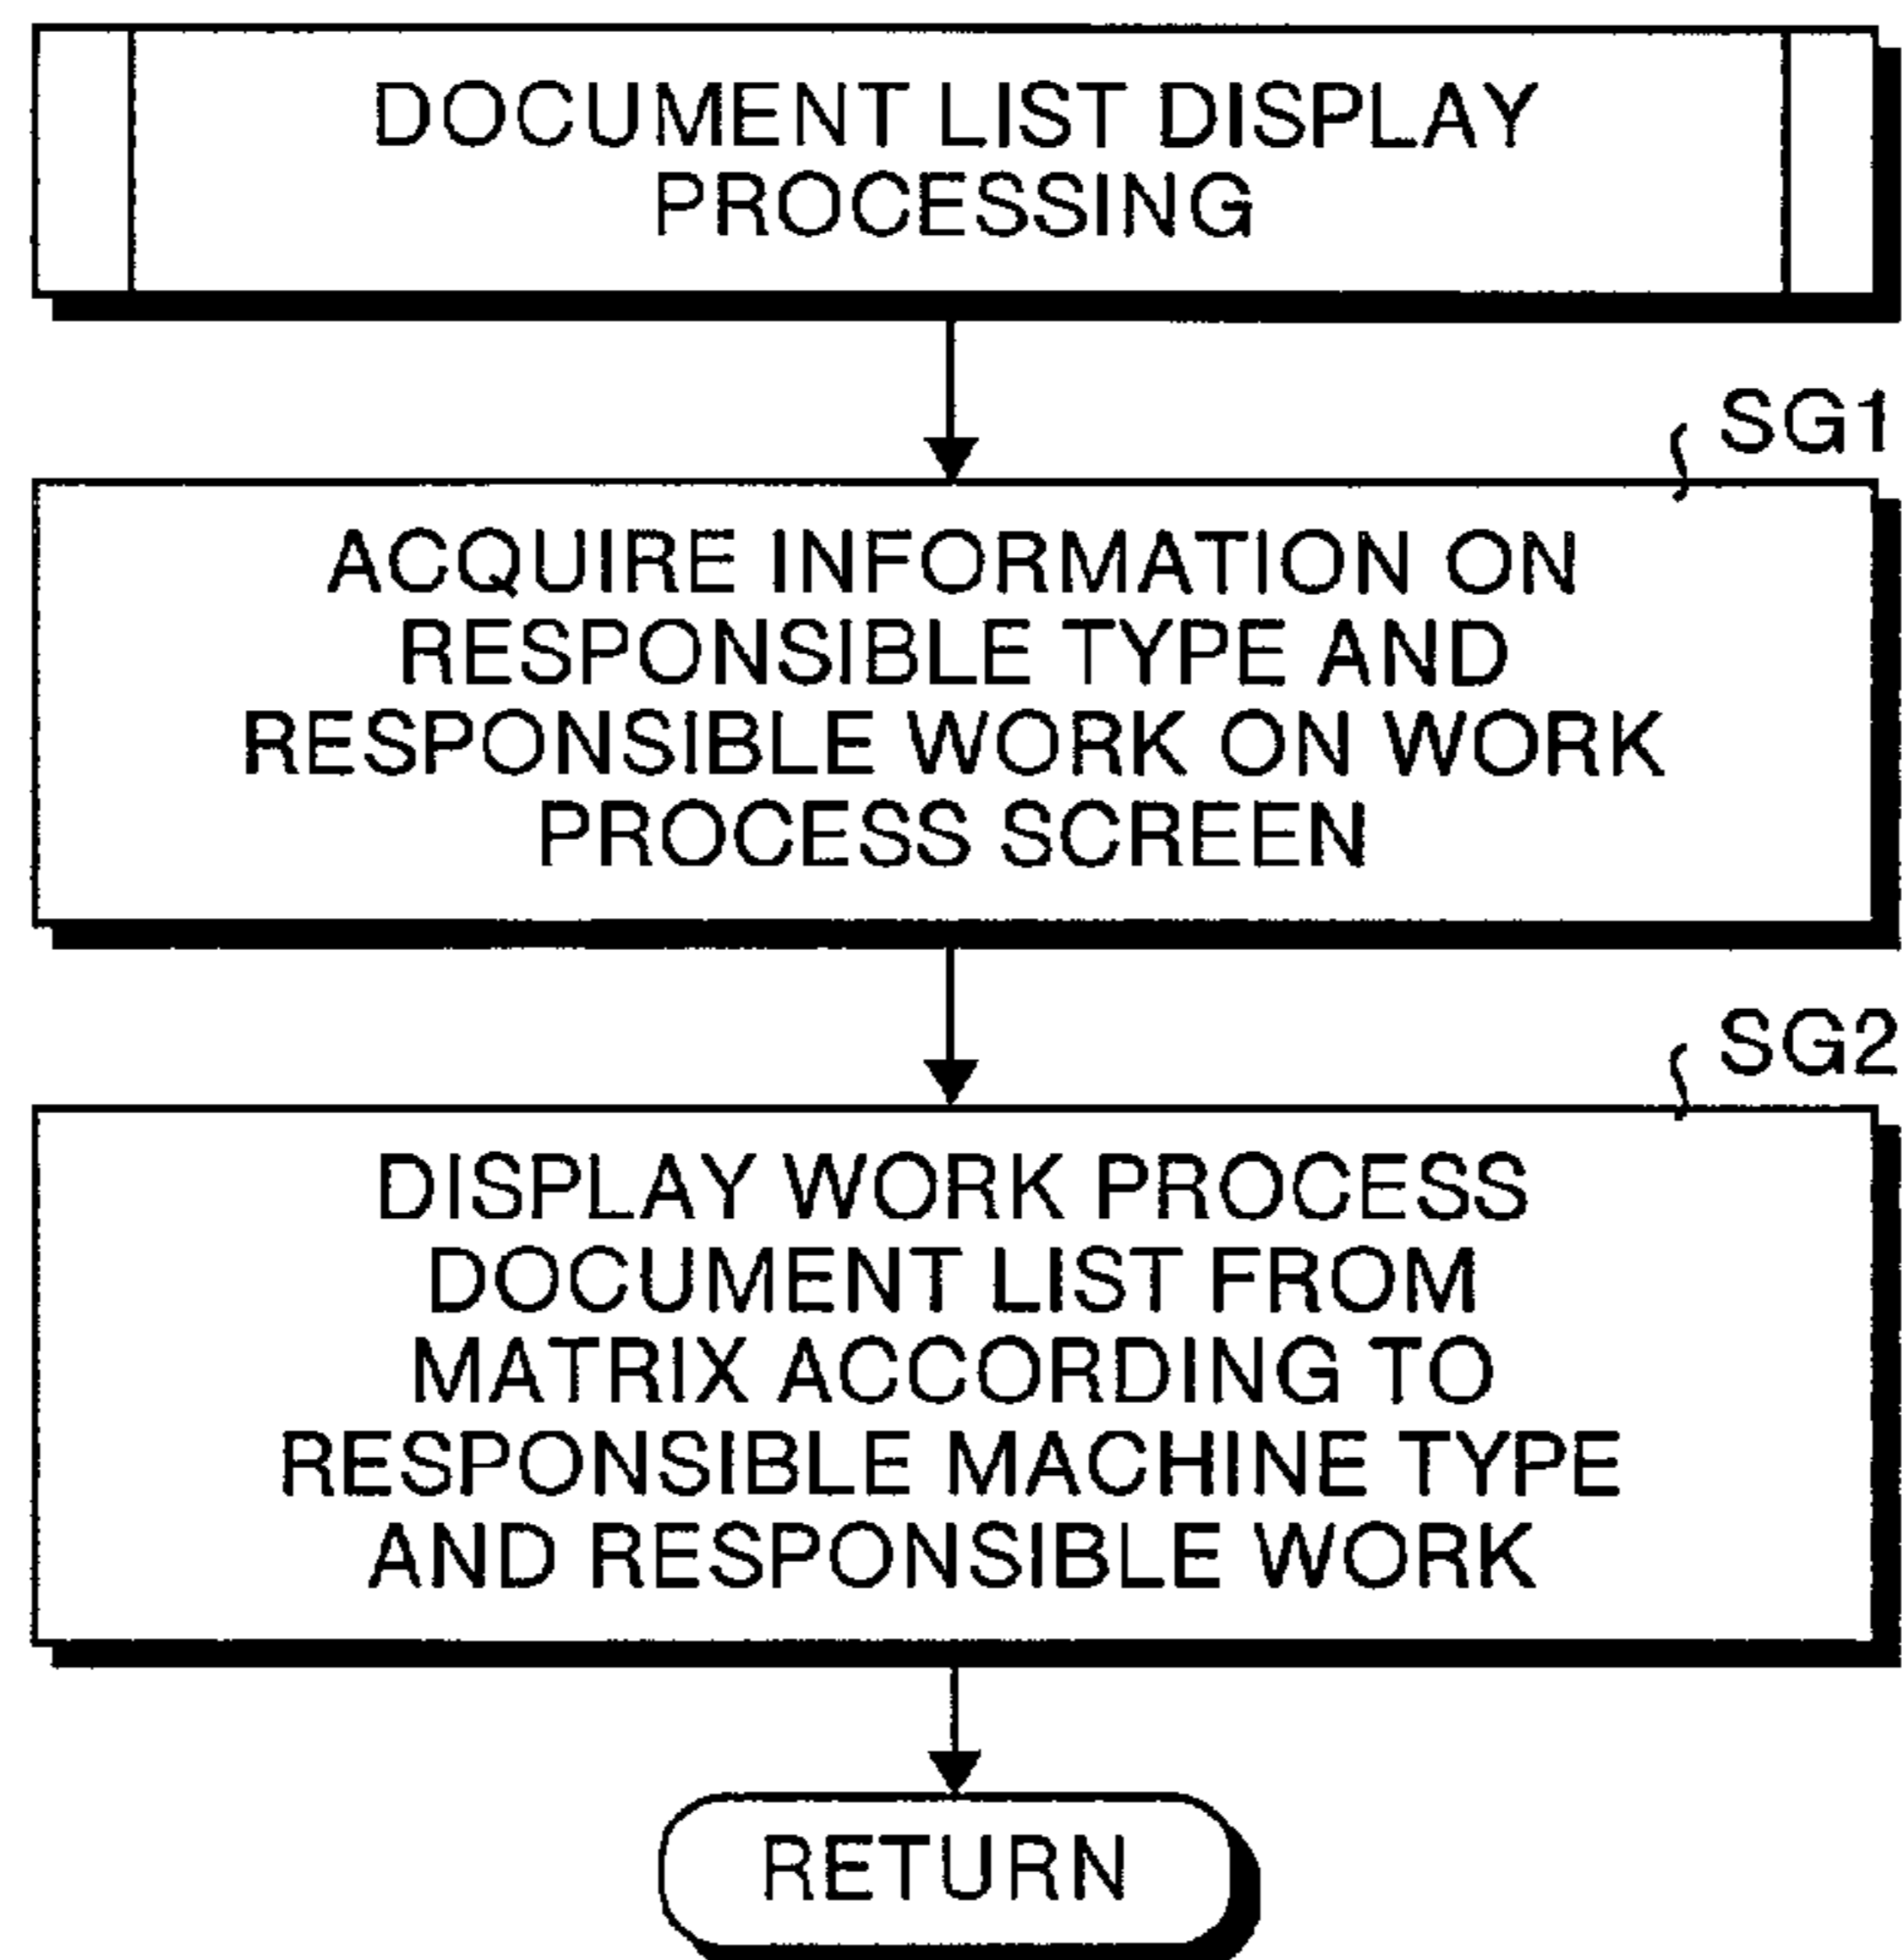 DOCUMENT LIST DISPLAY
PROCESSING
SG1
ACQUIRE INFORMATION ON
RESPONSIBLE TYPE AND
RESPONSIBLE WORK ON WORK
PROCESS SCREEN
SG2
DISPLAY WORK PROCESS
DOCUMENT LIST FROM
MATRIX ACCORDING TO
RESPONSIBLE MACHINE TYPE
AND RESPONSIBLE WORK
RETURN